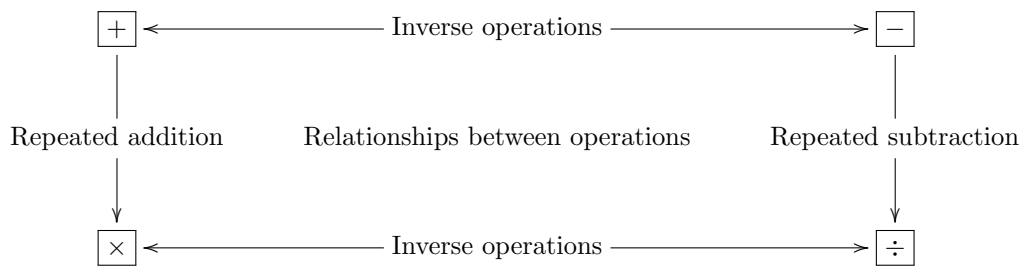 + Inverse operations −
Repeated addition Relationships between operations Repeated subtraction
× Inverse operations ÷